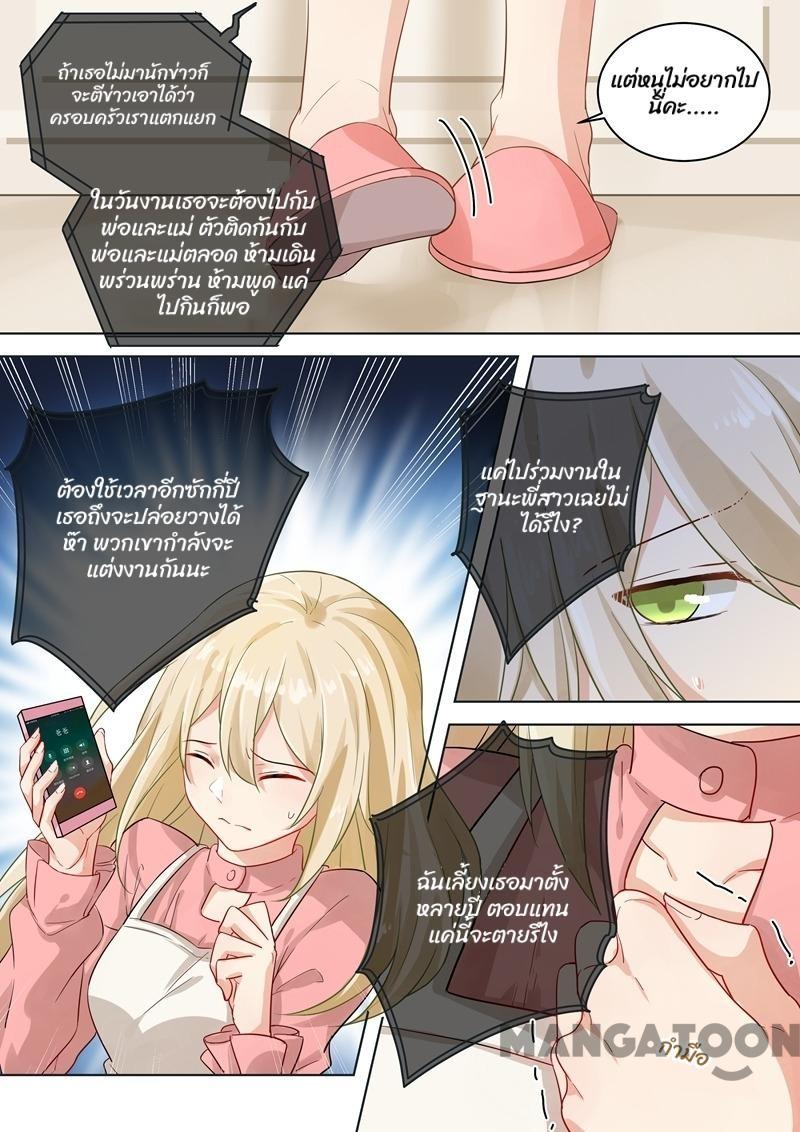 แต่หนูไม่อยากไป
นี่คะ.....
ถ้าเธอไม่มานักข่าวก็
จะตีข่าวเอาได้ว่า
ครอบครัวเราแตกแยก
ในวันงานเธอจะต้องไปกับ
พ่อและแม่ ตัวติดกันกับ
พ่อและแม่ตลอด ห้ามเดิน
พร่วนพร่าน ห้ามพูด แค่
ไปกินก็พอ
ต้องใช้เวลาอีกซักกี่ปี
เธอถึงจะปล่อยวางได้
ห๊า พวกเขากำลังจะ
แต่งงานกันนะ
แค่ไปร่วมงานใน
ฐานะพี่สาวเฉยไม่
ได้รึไง?
爸爸
ฉันเลี้ยงเธอมาตั้ง
หลายปี ตอบแทน
แค่นี้จะตายรึไง
MANGATOON
กำมือ